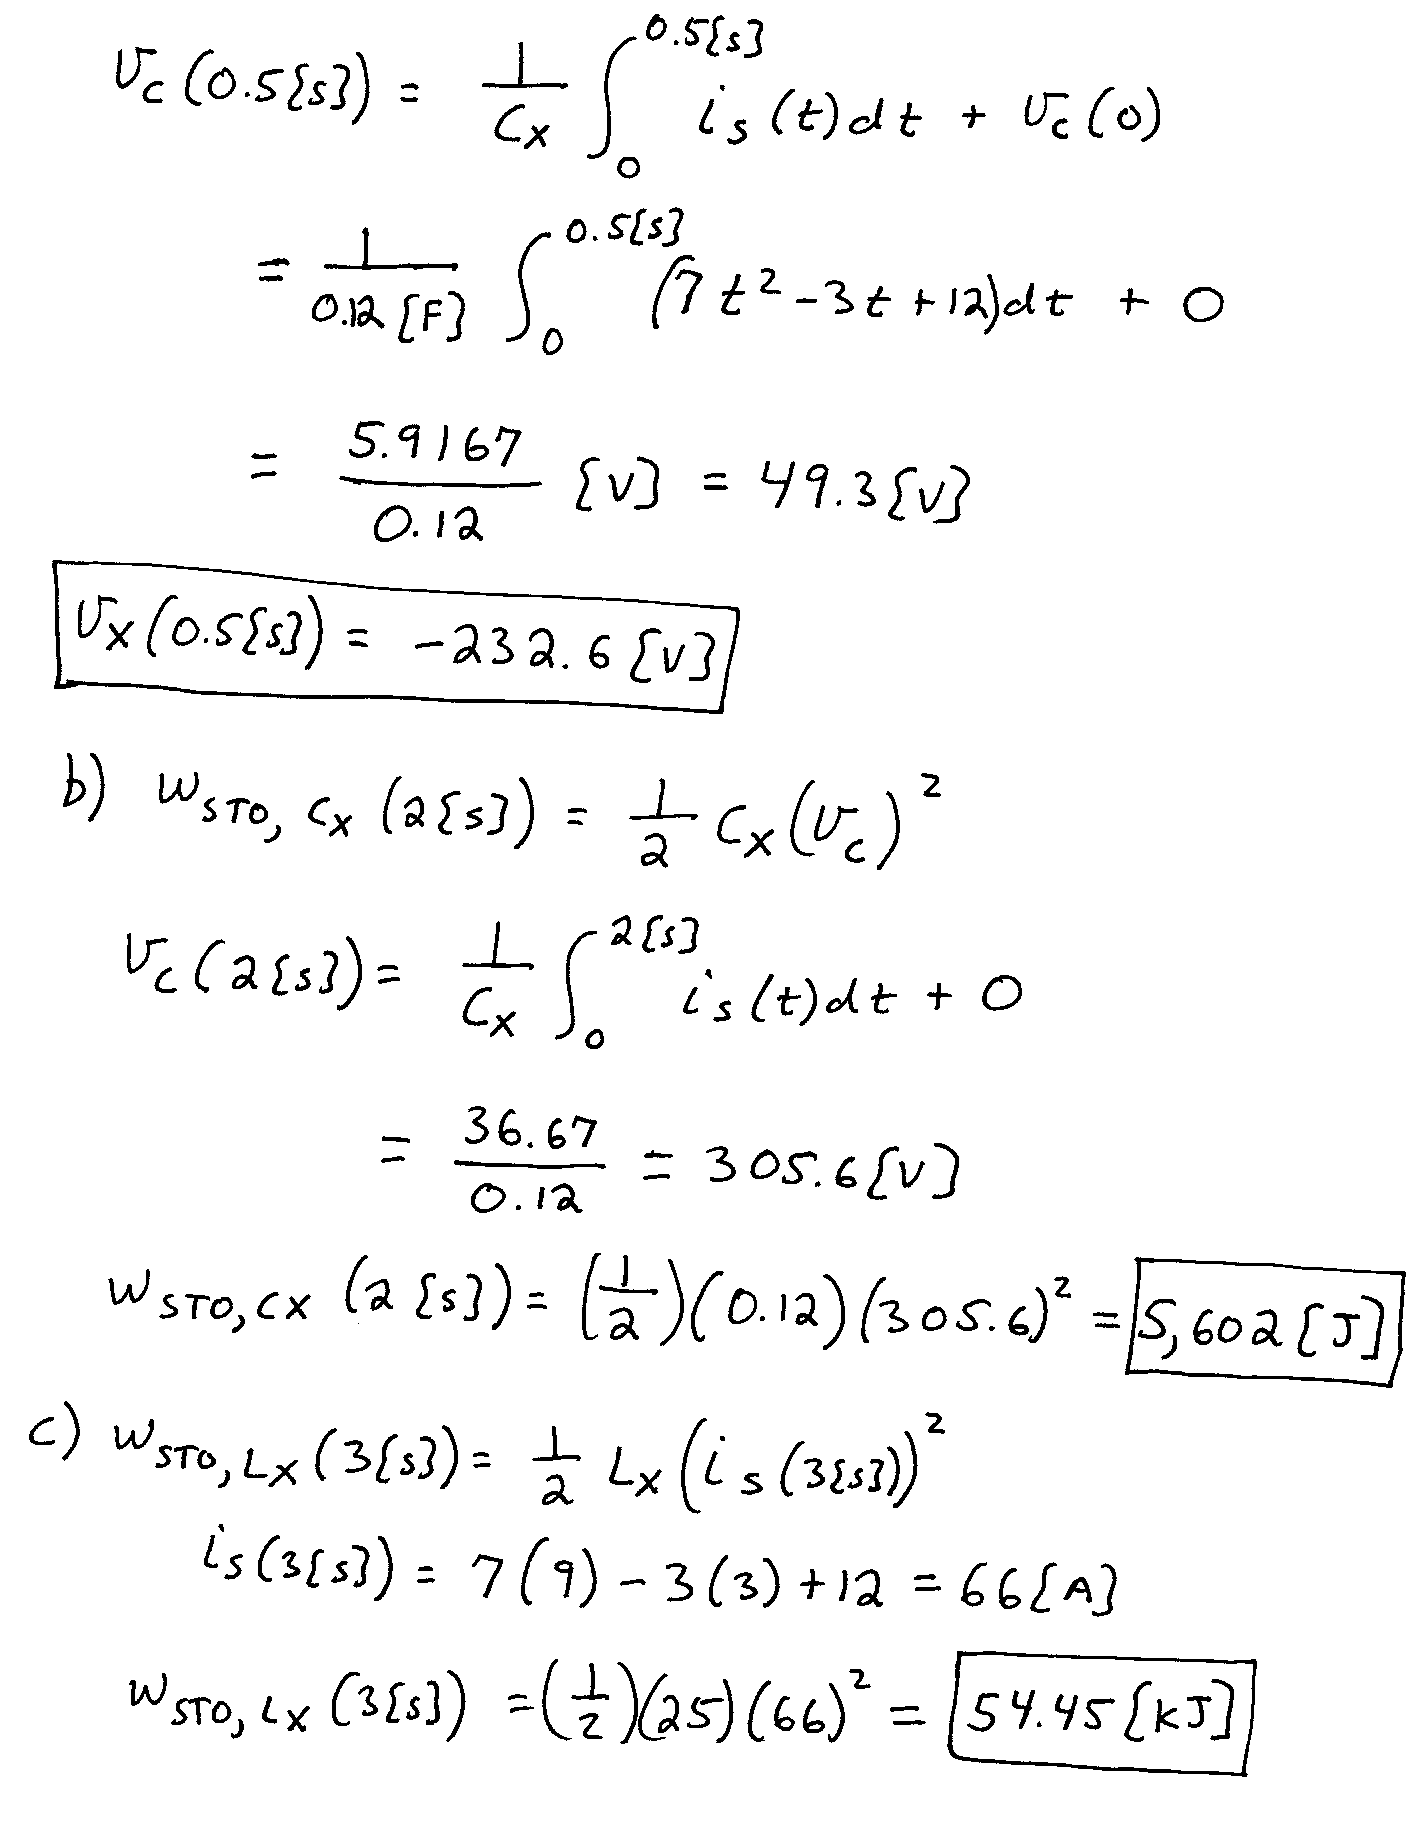 v_c(0.5[s]) = 1/C_X ∫_0^0.5[s] i_s(t)dt + v_c(0)
= 1/0.12[F] ∫_0^0.5[s] (7t² - 3t + 12)dt + 0
= 5.9167/0.12 [V] = 49.3[V]
v_X(0.5[s]) = -232.6[V]
b) w_STO,CX (2[s]) = 1/2 C_X(v_c)²
v_c(2[s]) = 1/C_X ∫_0^2[s] i_s(t)dt + 0
= 36.67/0.12 = 305.6[V]
w_STO,CX (2[s]) = (1/2)(0.12)(305.6)² = 5,602[J]
c) w_STO,LX (3[s]) = 1/2 L_X(i_s(3[s]))²
i_s(3[s]) = 7(9) - 3(3) + 12 = 66[A]
w_STO,LX (3[s]) = (1/2)(25)(66)² = 54.45[kJ]